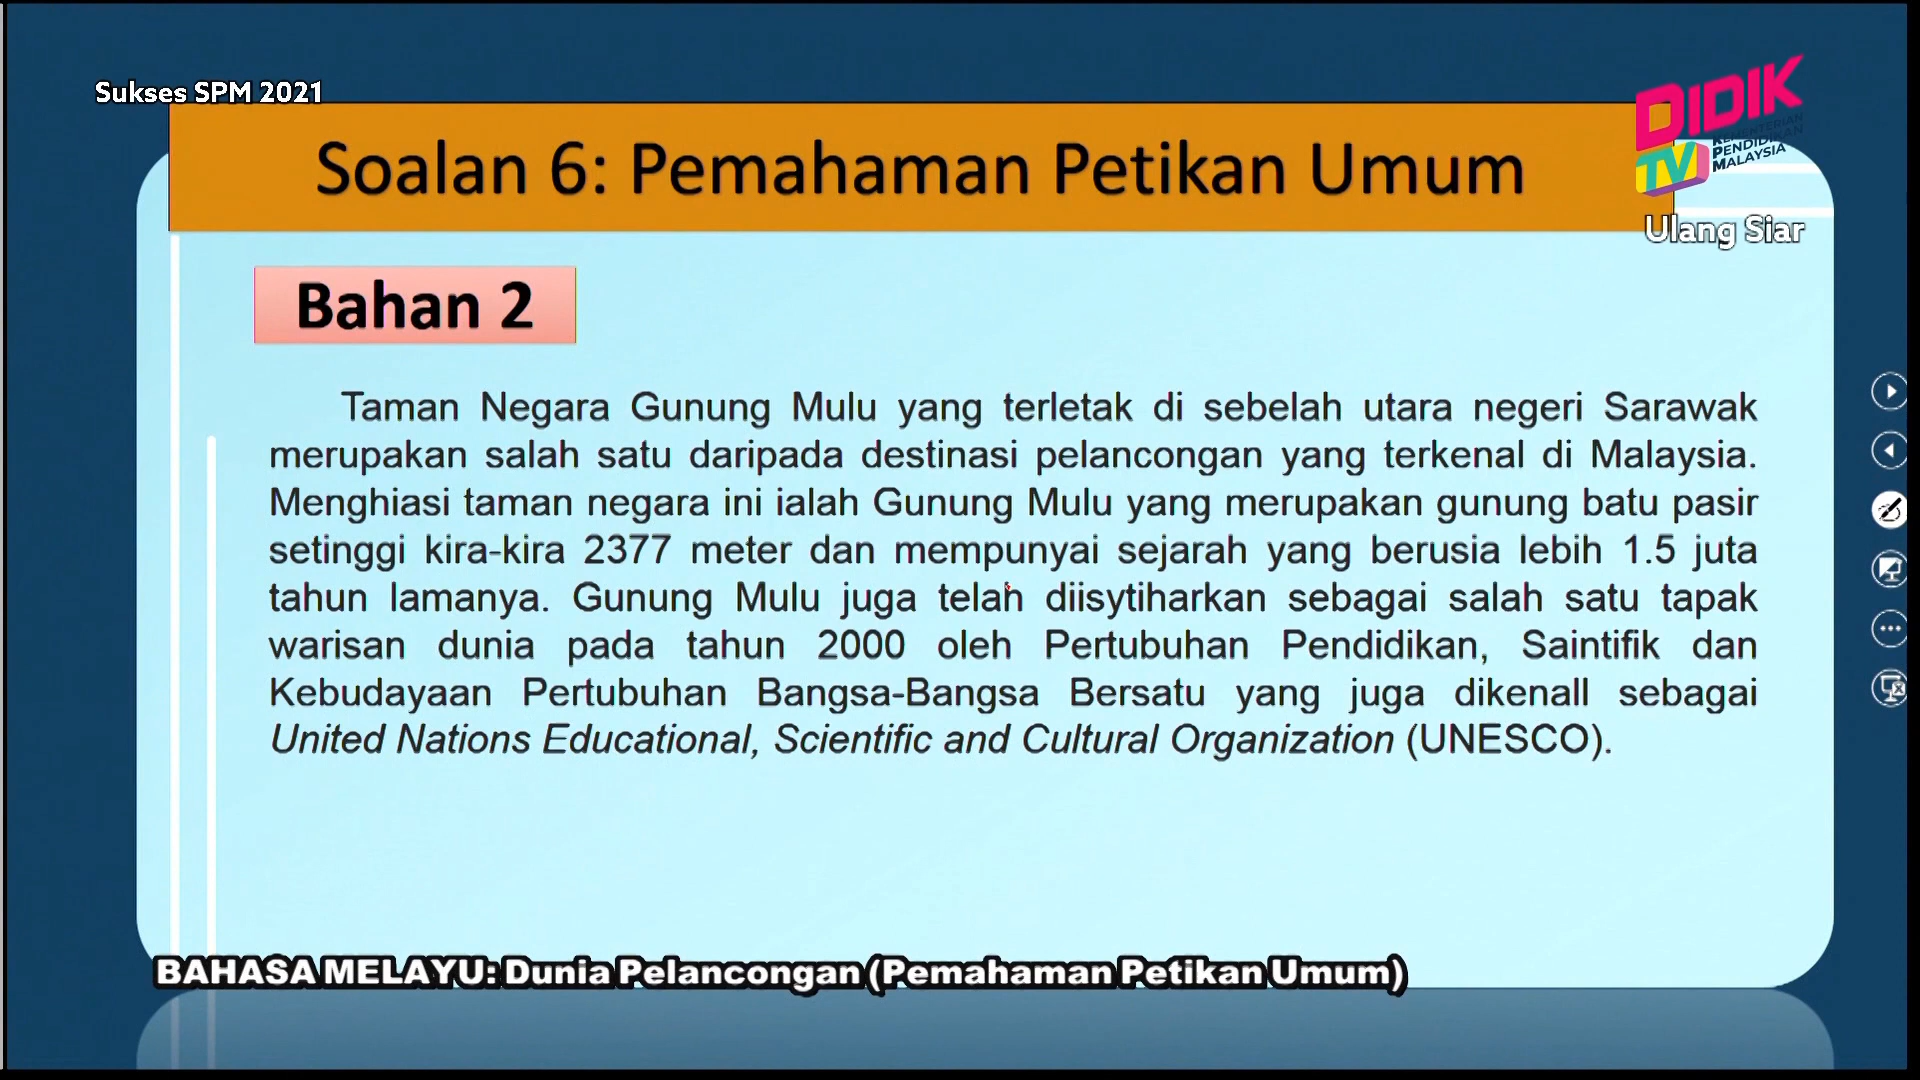 Sukses SPM 2021
Soalan 6: Pemahaman Petikan Umum
DIDIK
TV
KEMENTERIAN
PENDIDIKAN
MALAYSIA
Ulang Siar
Bahan 2
Taman Negara Gunung Mulu yang terletak di sebelah utara negeri Sarawak
merupakan salah satu daripada destinasi pelancongan yang terkenal di Malaysia.
Menghiasi taman negara ini ialah Gunung Mulu yang merupakan gunung batu pasir
setinggi kira-kira 2377 meter dan mempunyai sejarah yang berusia lebih 1.5 juta
tahun lamanya. Gunung Mulu juga telah diisytiharkan sebagai salah satu tapak
warisan dunia pada tahun 2000 oleh Pertubuhan Pendidikan, Saintifik dan
Kebudayaan Pertubuhan Bangsa-Bangsa Bersatu yang juga dikenall sebagai
United Nations Educational, Scientific and Cultural Organization (UNESCO).
BAHASA MELAYU: Dunia Pelancongan (Pemahaman Petikan Umum)